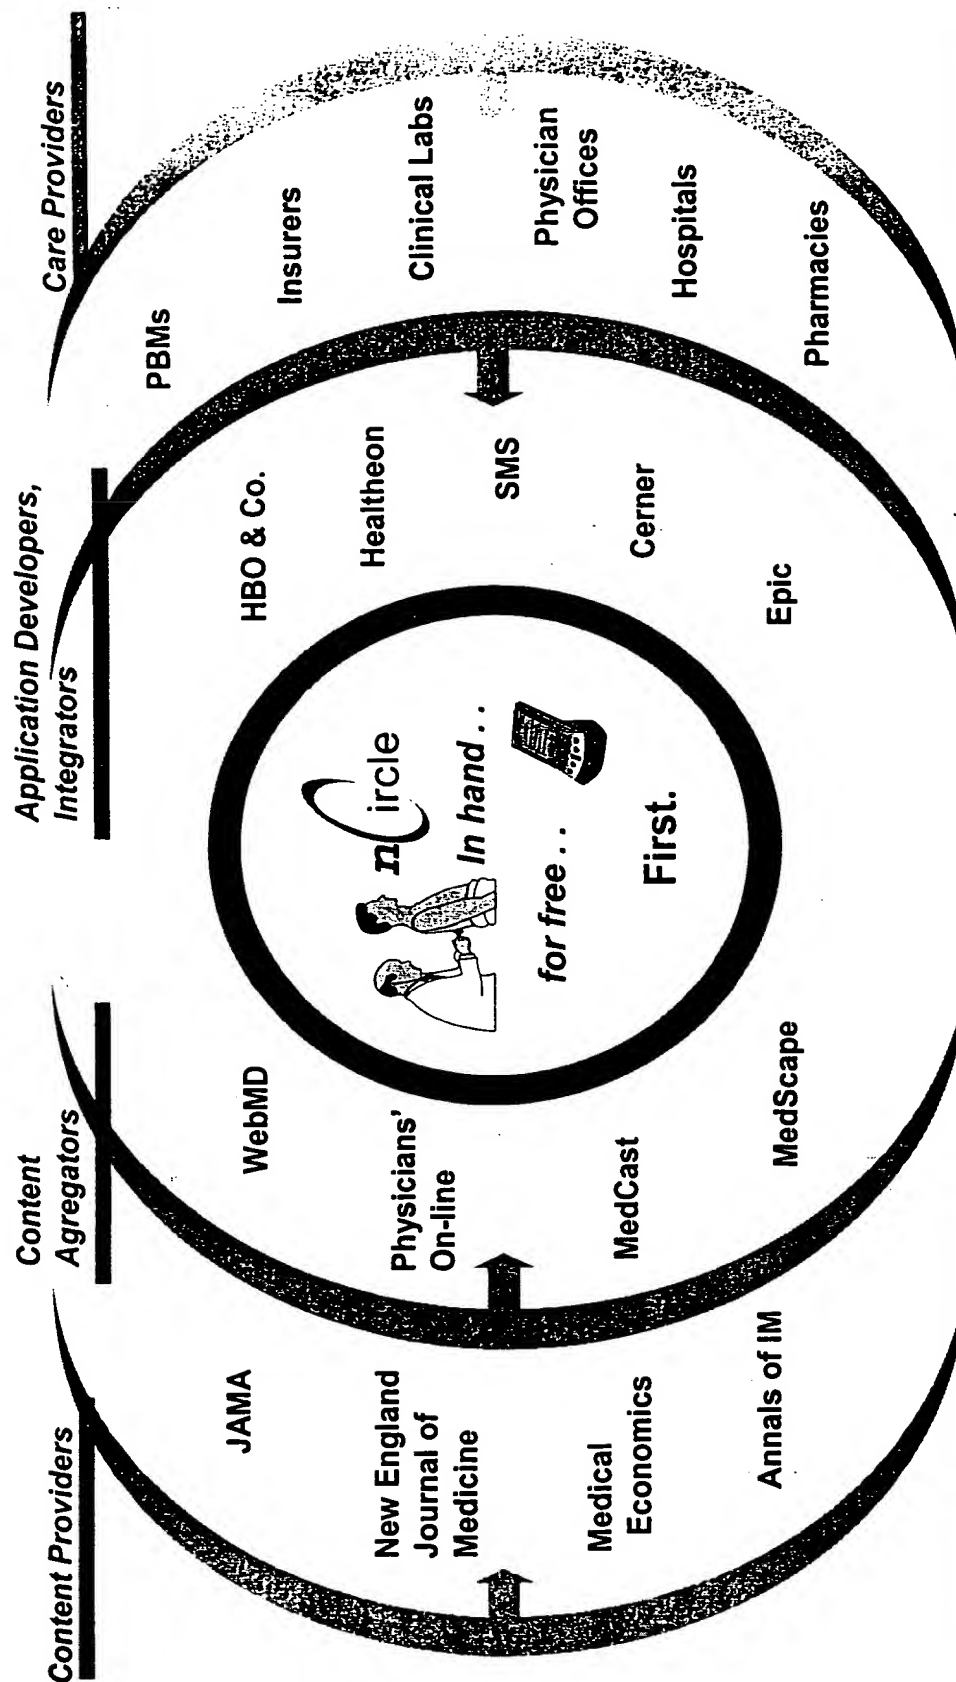 Content Providers
Content
Agregators
Application Developers,
Integrators
Care Providers
JAMA
New England
Journal of
Medicine
Medical
Economics
Annals of IM
WebMD
Physicians'
On-line
MedCast
MedScape
nCircle
In hand . .
for free . .
First.
HBO & Co.
Healtheon
SMS
Cerner
Epic
PBMs
Insurers
Clinical Labs
Physician
Offices
Hospitals
Pharmacies